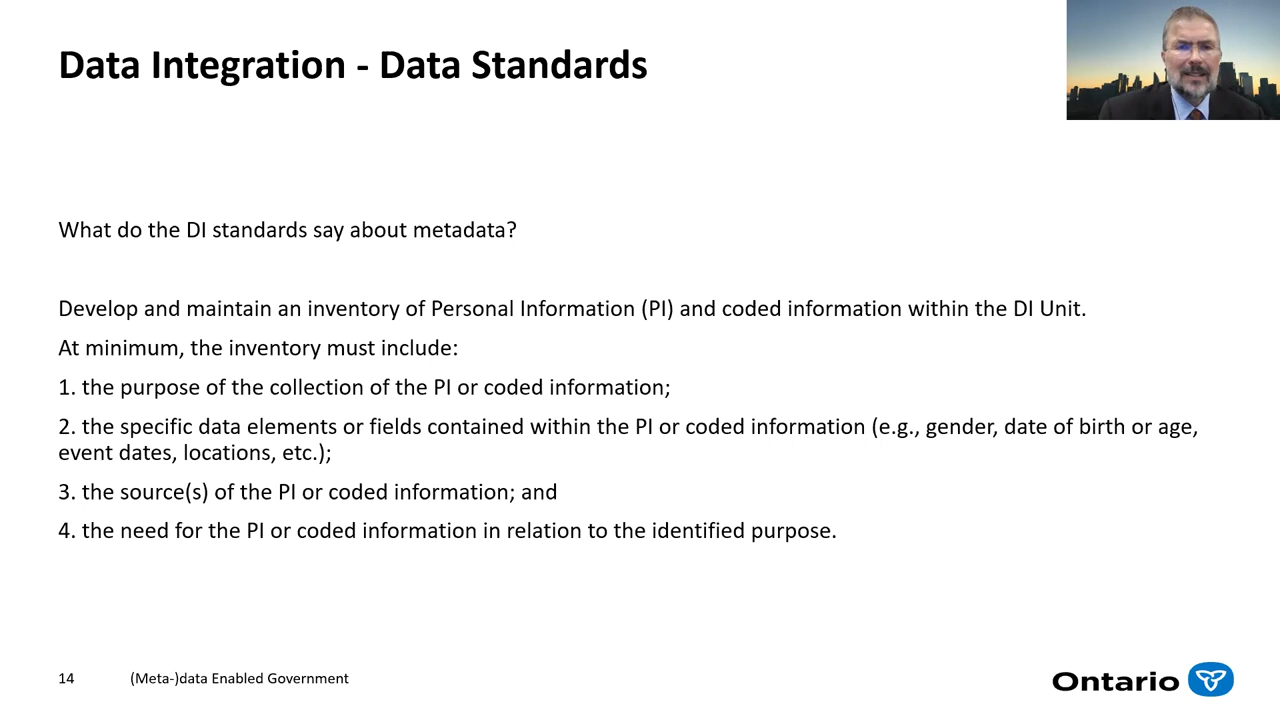 Data Integration - Data Standards
What do the DI standards say about metadata?
Develop and maintain an inventory of Personal Information (PI) and coded information within the DI Unit.
At minimum, the inventory must include:
1. the purpose of the collection of the PI or coded information;
2. the specific data elements or fields contained within the PI or coded information (e.g., gender, date of birth or age,
event dates, locations, etc.);
3. the source(s) of the PI or coded information; and
4. the need for the PI or coded information in relation to the identified purpose.
14 (Meta-)data Enabled Government
Ontario